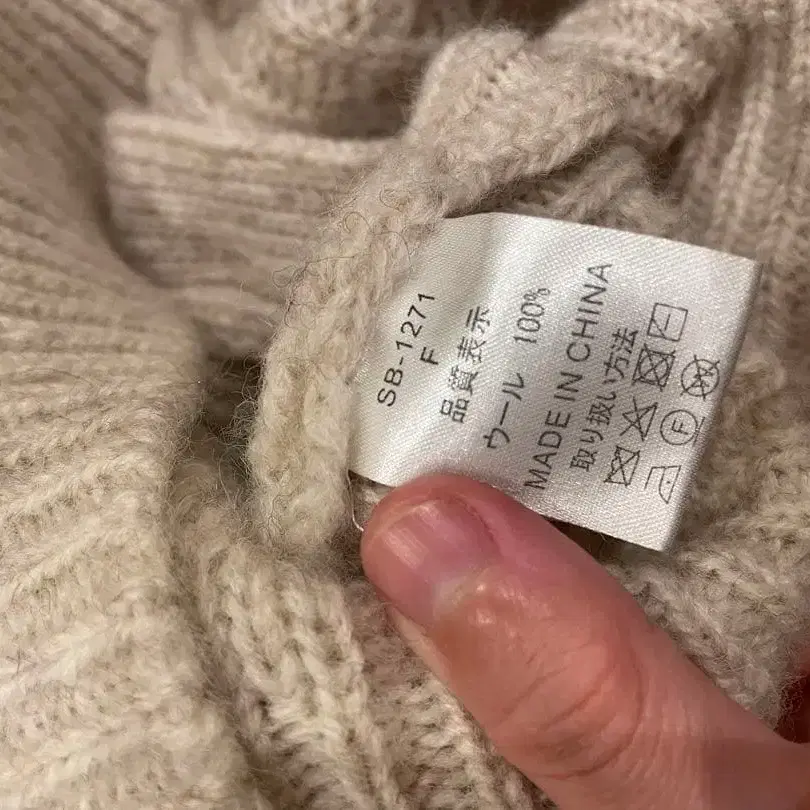 SB-1271
F
品質表示
ウール 100%
MADE IN CHINA
取り扱い方法
F